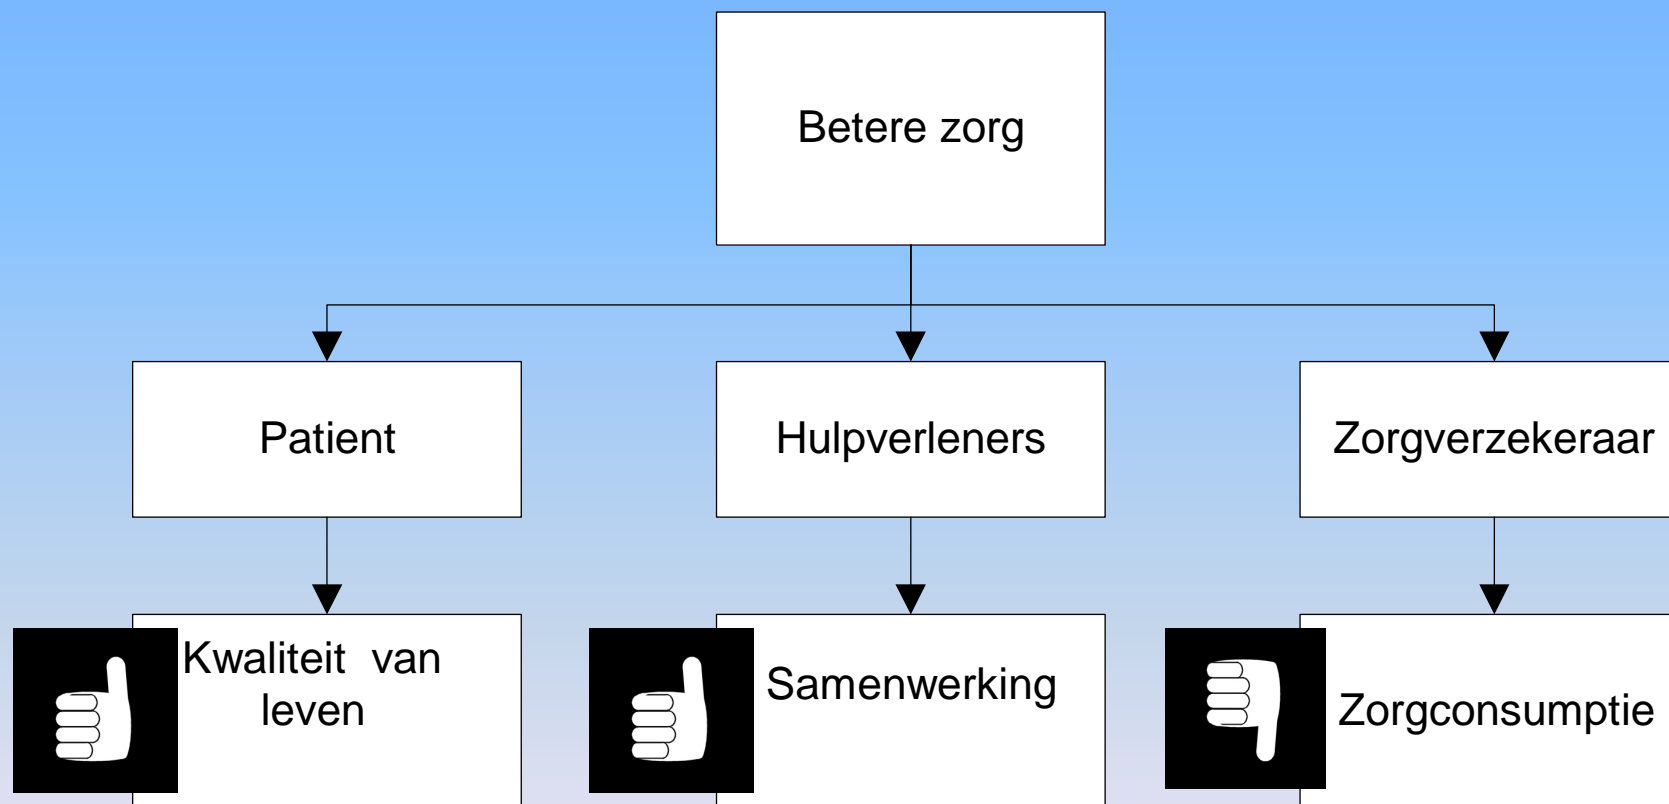 Betere zorg
Patient
Hulpverleners
Zorgverzekeraar
Kwaliteit van
leven
Samenwerking
Zorgconsumptie